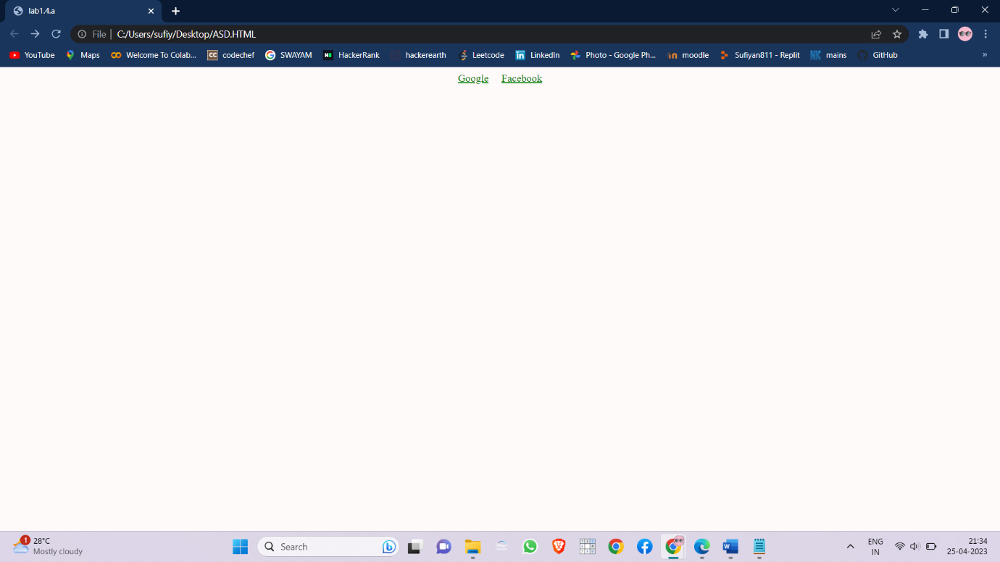 lab1.4.a
File | C:/Users/sufiy/Desktop/ASD.HTML
YouTube Maps Welcome To Colab... codechef SWAYAM HackerRank hackerearth Leetcode LinkedIn Photo - Google Ph... moodle Sufiyan811 - Replit mains GitHub »
Google Facebook
1 28°C
Mostly cloudy
Search
ENG
IN
21:34
25-04-2023